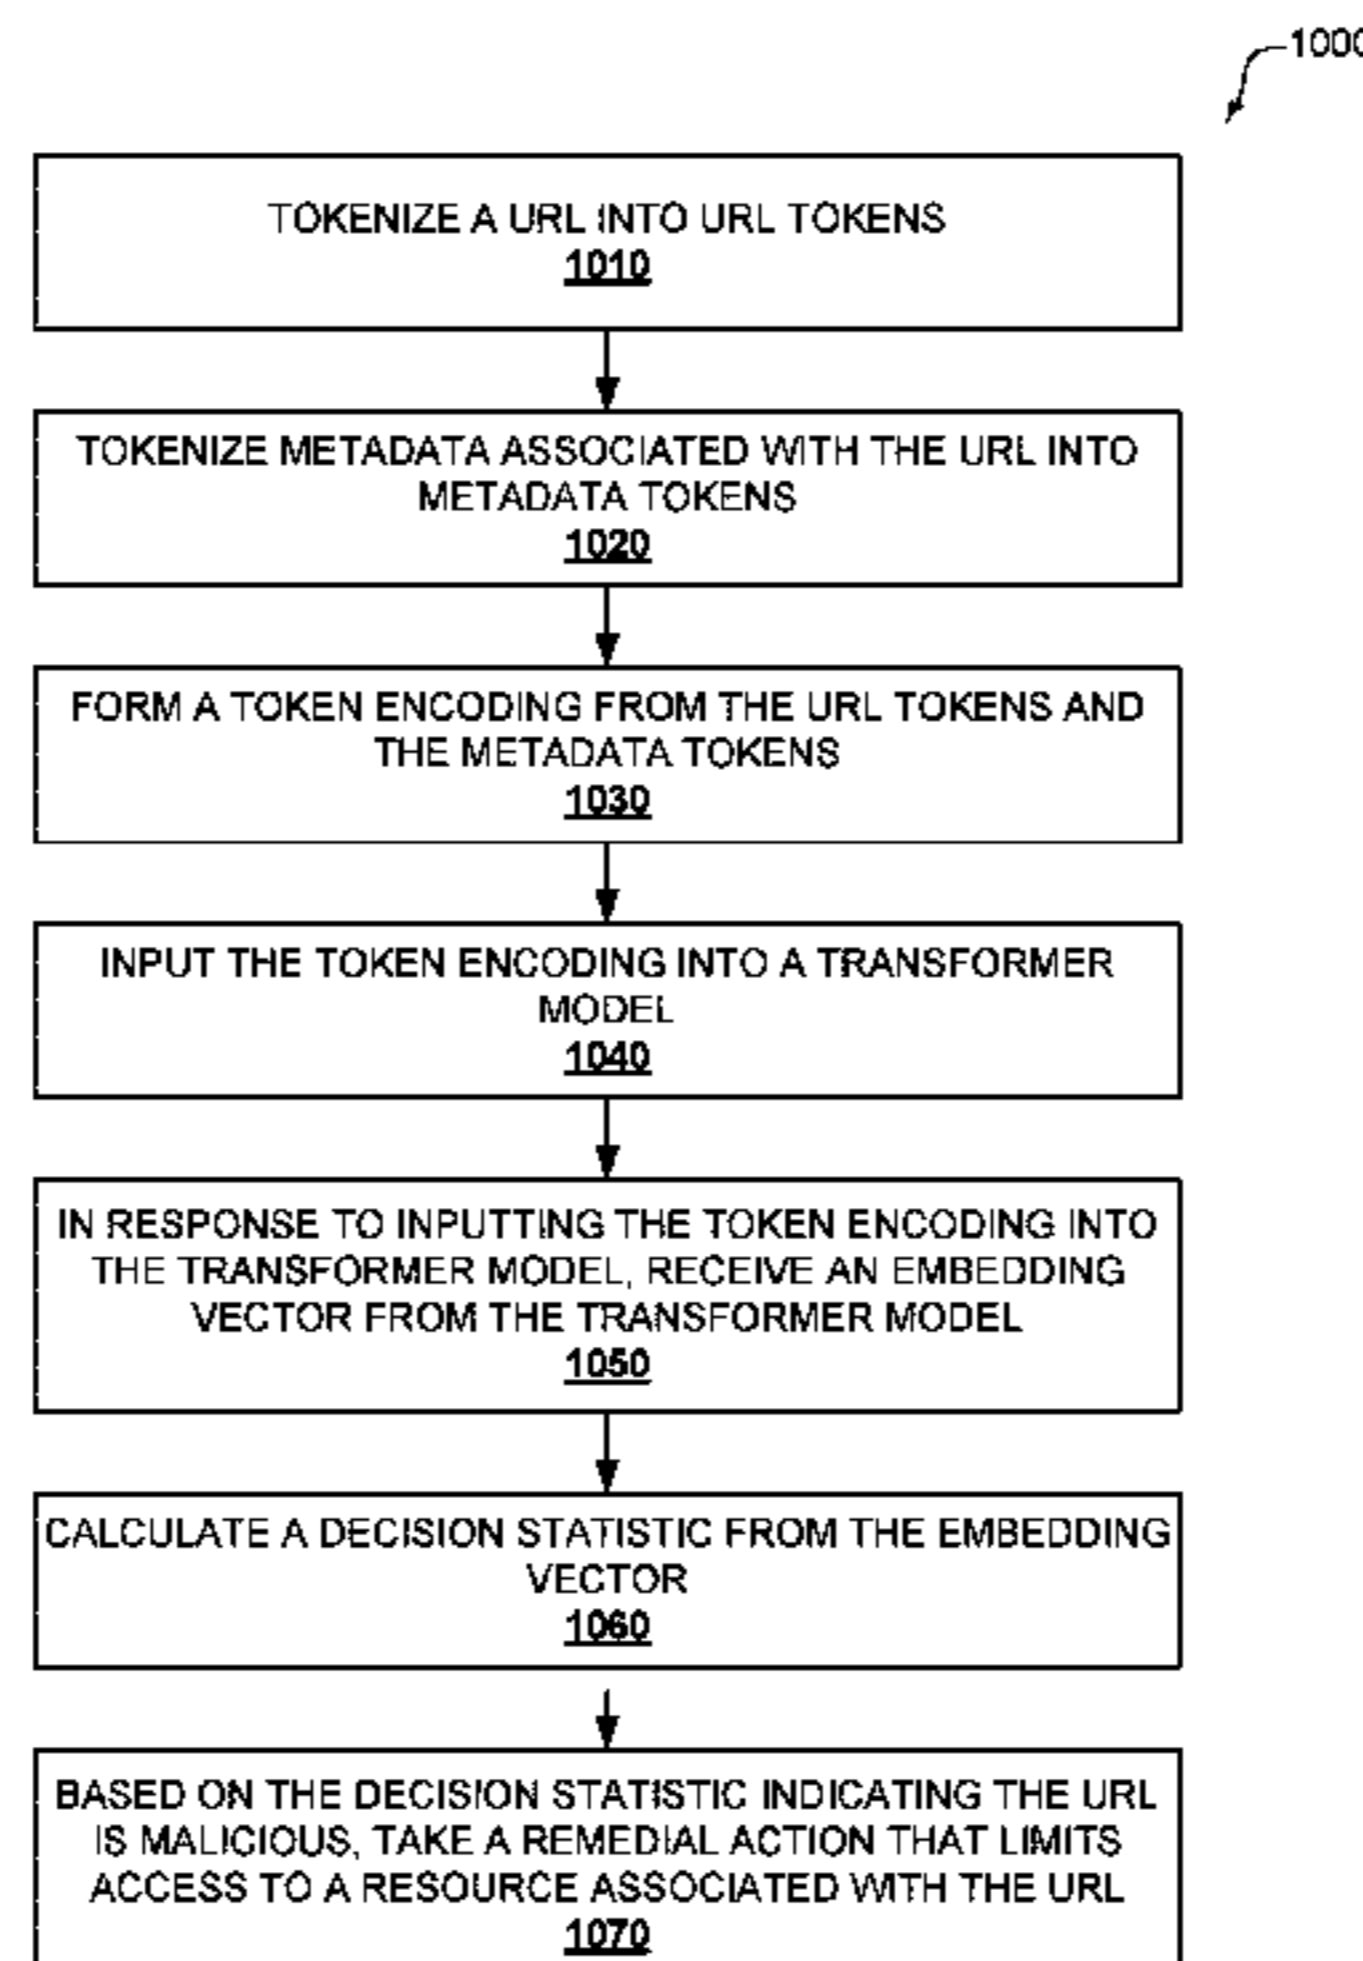 1000
TOKENIZE A URL INTO URL TOKENS
1010
TOKENIZE METADATA ASSOCIATED WITH THE URL INTO
METADATA TOKENS
1020
FORM A TOKEN ENCODING FROM THE URL TOKENS AND
THE METADATA TOKENS
1030
INPUT THE TOKEN ENCODING INTO A TRANSFORMER
MODEL
1040
IN RESPONSE TO INPUTTING THE TOKEN ENCODING INTO
THE TRANSFORMER MODEL, RECEIVE AN EMBEDDING
VECTOR FROM THE TRANSFORMER MODEL
1050
CALCULATE A DECISION STATISTIC FROM THE EMBEDDING
VECTOR
1060
BASED ON THE DECISION STATISTIC INDICATING THE URL
IS MALICIOUS, TAKE A REMEDIAL ACTION THAT LIMITS
ACCESS TO A RESOURCE ASSOCIATED WITH THE URL
1070